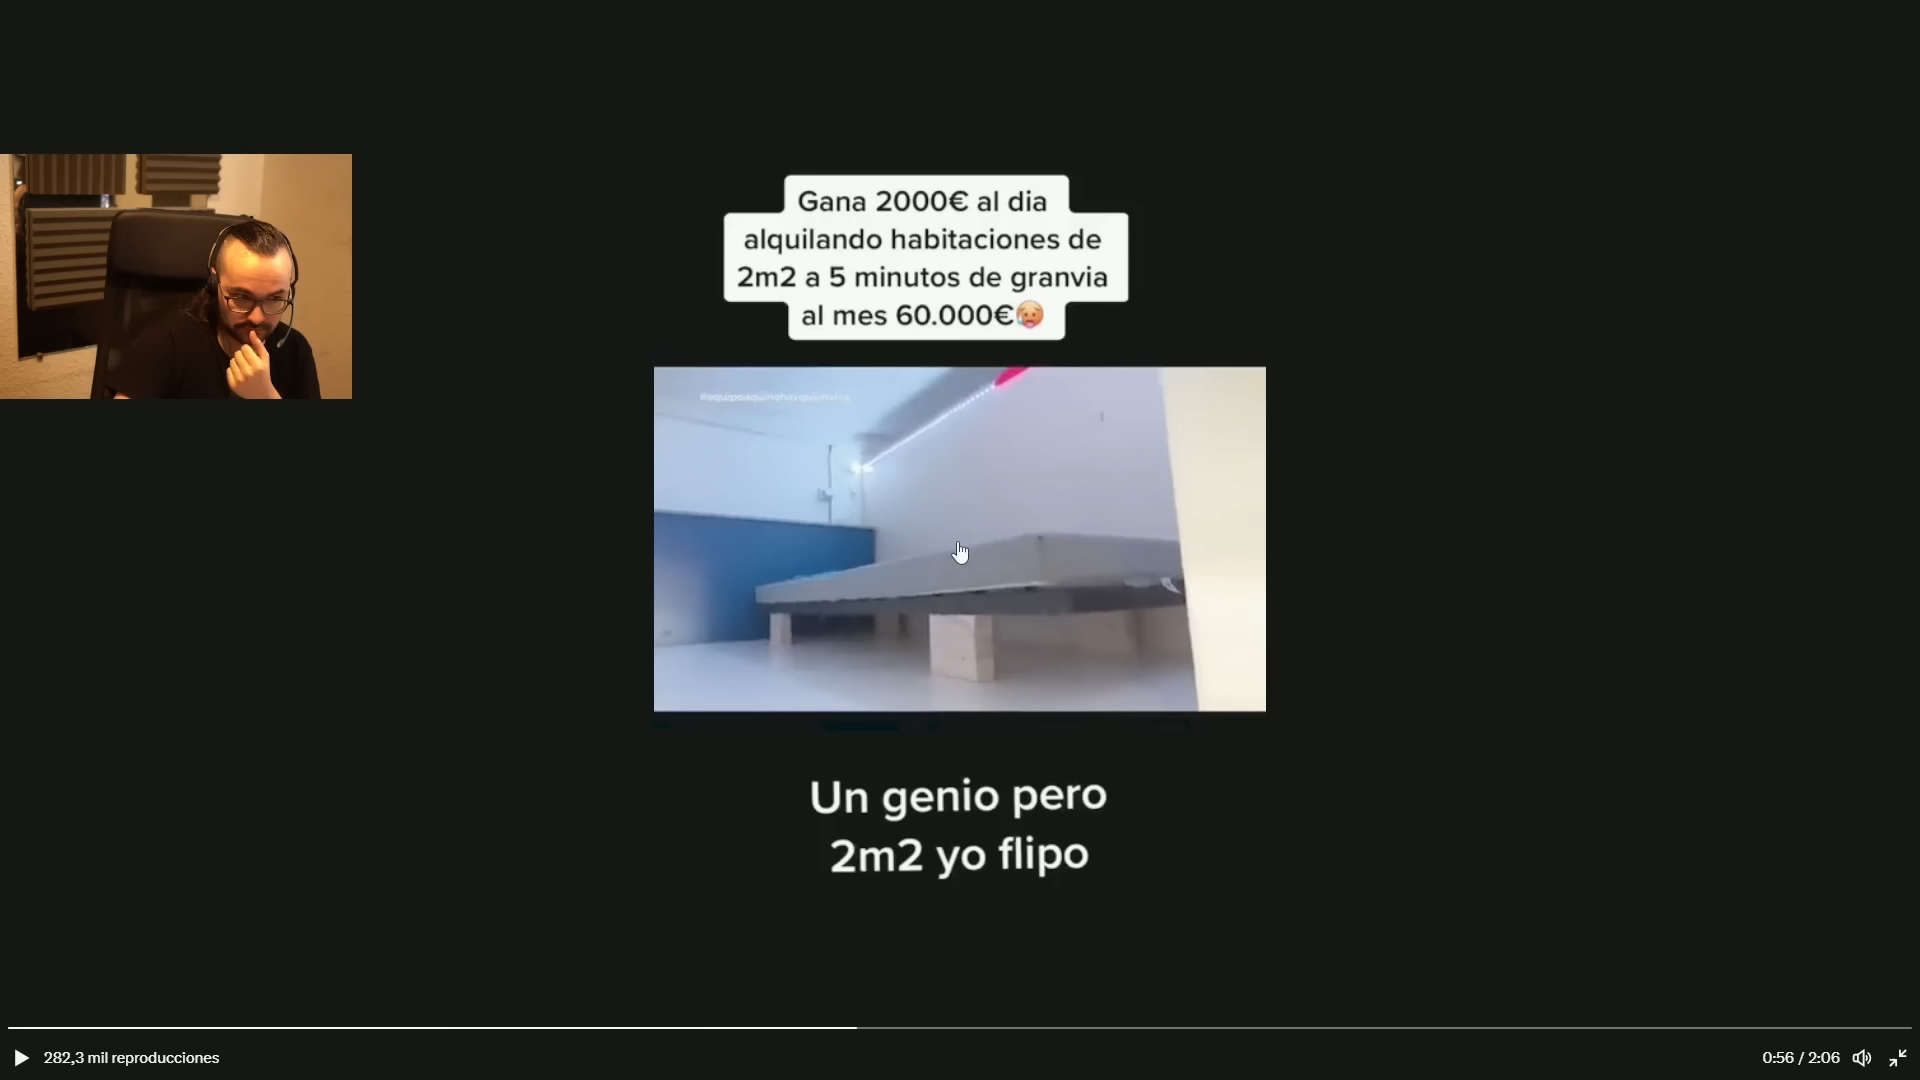 Gana 2000€ al dia
alquilando habitaciones de
2m2 a 5 minutos de granvia
al mes 60.000€🥵
#equipoaquinohayquienviva
Un genio pero
2m2 yo flipo
282,3 mil reproducciones
0:56 / 2:06